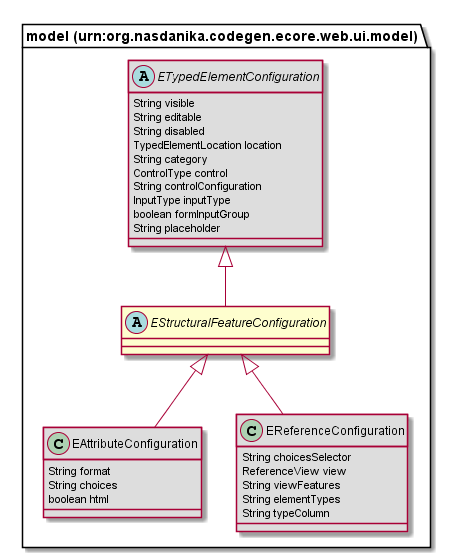 model (urn:org.nasdanika.codegen.ecore.web.ui.model)
A ETypedElementConfiguration
String visible
String editable
String disabled
TypedElementLocation location
String category
ControlType control
String controlConfiguration
InputType inputType
boolean formInputGroup
String placeholder
A EStructuralFeatureConfiguration
C EAttributeConfiguration
String format
String choices
boolean html
C EReferenceConfiguration
String choicesSelector
ReferenceView view
String viewFeatures
String elementTypes
String typeColumn